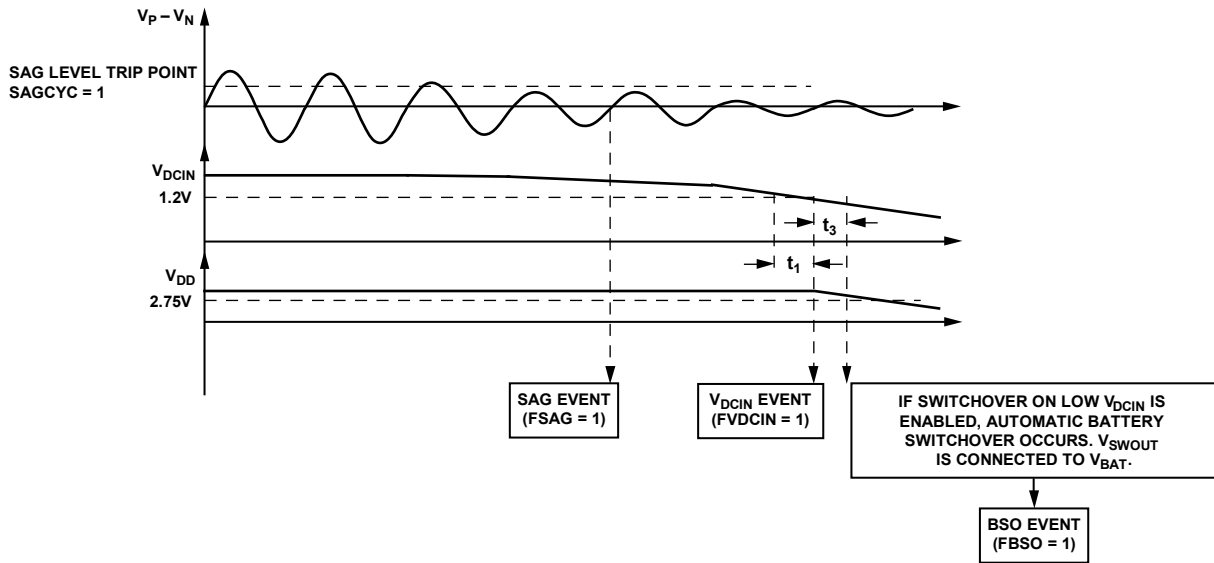 VP – VN
SAG LEVEL TRIP POINT
SAGCYC = 1
VDCIN
1.2V
t3
t1
VDD
2.75V
SAG EVENT
(FSAG = 1)
VDCIN EVENT
(FVDCIN = 1)
IF SWITCHOVER ON LOW VDCIN IS
ENABLED, AUTOMATIC BATTERY
SWITCHOVER OCCURS. VSWOUT
IS CONNECTED TO VBAT.
BSO EVENT
(FBSO = 1)